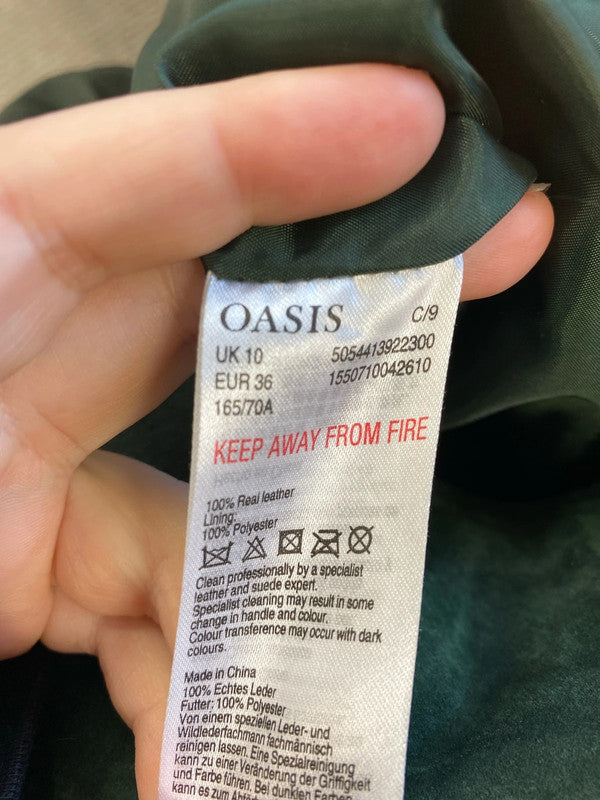 OASIS C/9
UK 10 5054413922300
EUR 36 1550710042610
165/70A
KEEP AWAY FROM FIRE
100% Real leather
Lining:
100% Polyester
Clean professionally by a specialist
leather and suede expert.
Specialist cleaning may result in some
change in handle and colour.
Colour transference may occur with dark
colours.
Made in China
100% Echtes Leder
Futter: 100% Polyester
Von einem speziellen Leder- und
Wildlederfachmann fachmännisch
reinigen lassen. Eine Spezialreinigung
kann zu einer Veränderung der Griffigkeit
und Farbe führen. Bei dunklen Farben
kann es zum